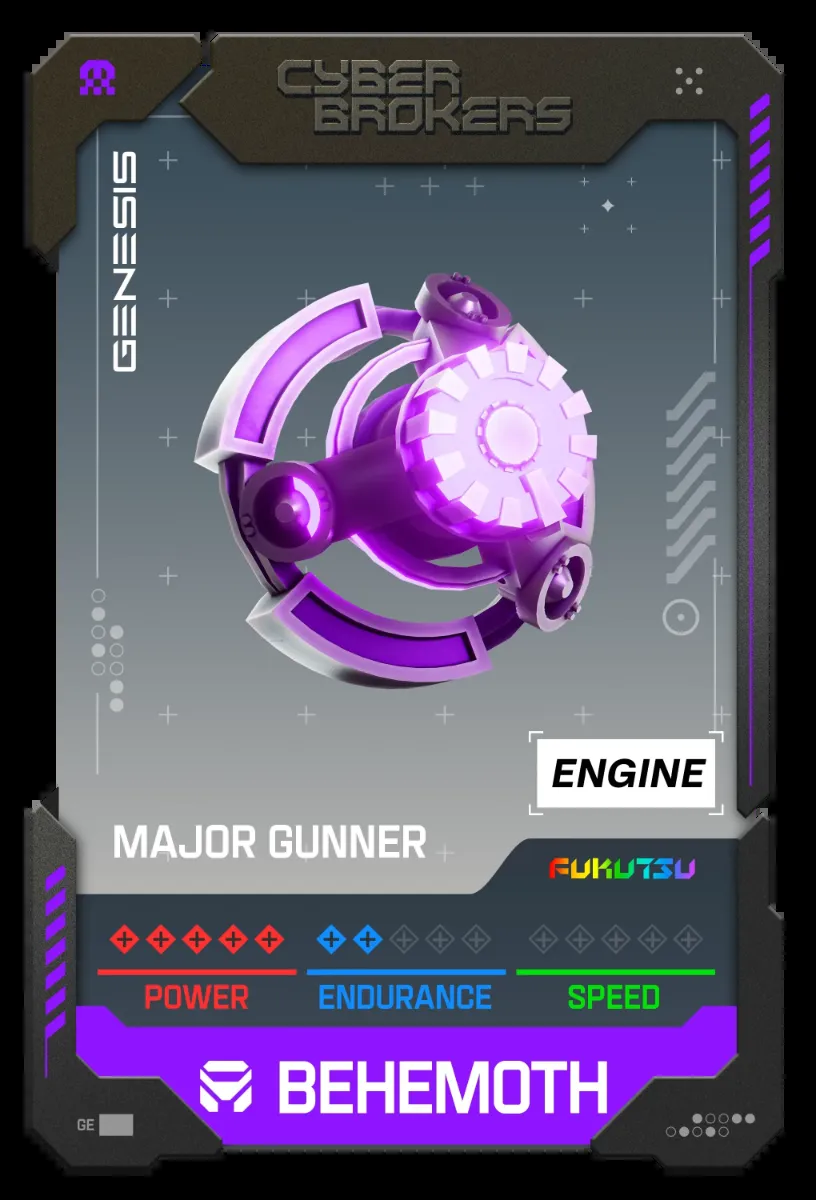 CYBER
BROKERS
GENESIS
ENGINE
MAJOR GUNNER
FUKUTSU
POWER
ENDURANCE
SPEED
BEHEMOTH
GE